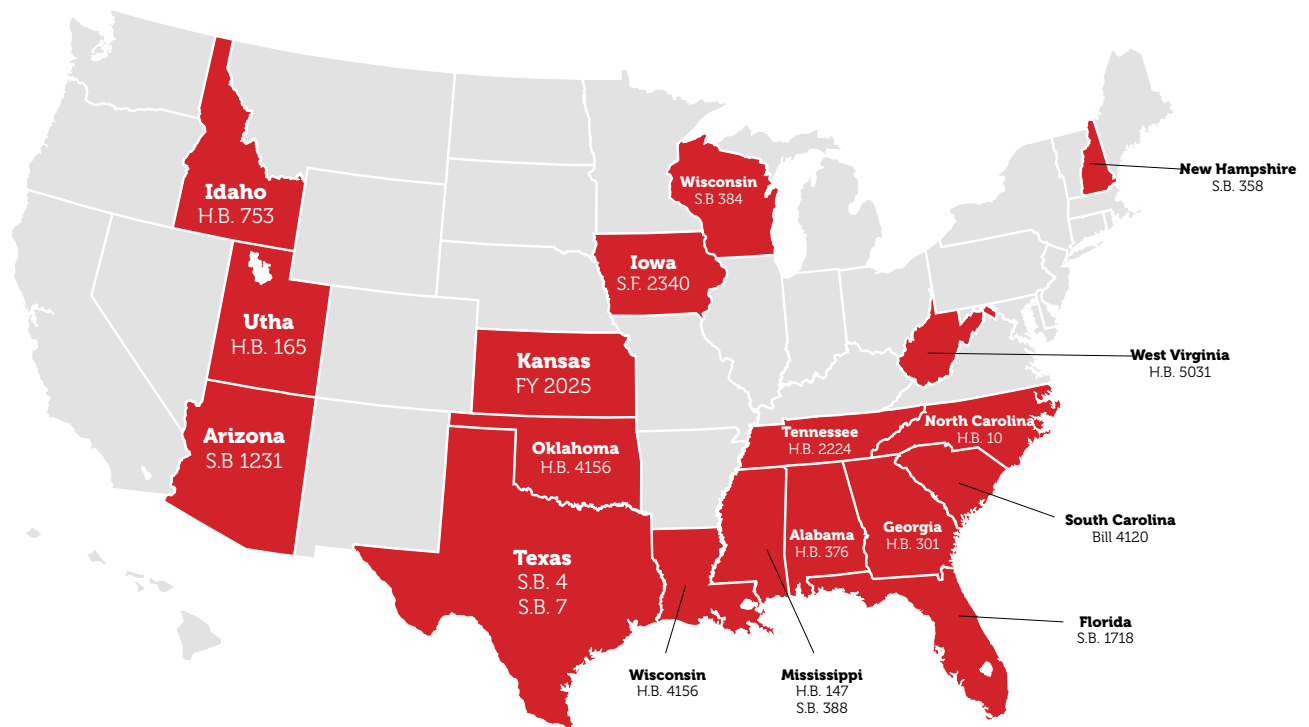 New Hampshire
S.B. 358
Wisconsin
S.B 384
Idaho
H.B. 753
Iowa
S.F. 2340
Utha
H.B. 165
Kansas
FY 2025
West Virginia
H.B. 5031
Arizona
S.B 1231
Oklahoma
H.B. 4156
Tennessee
H.B. 2224
North Carolina
H.B. 10
South Carolina
Bill 4120
Texas
S.B. 4
S.B. 7
Alabama
H.B. 376
Georgia
H.B. 301
Florida
S.B. 1718
Wisconsin
H.B. 4156
Mississippi
H.B. 147
S.B. 388